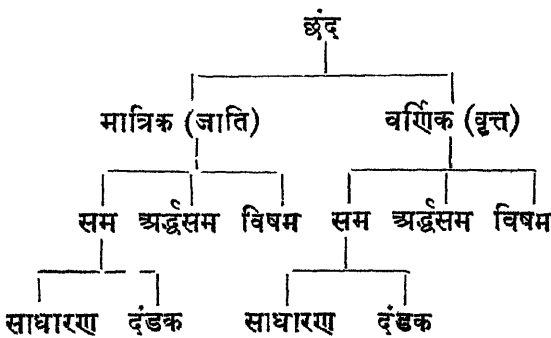 छंद
मात्रिक (जाति) वर्णिक (वृत्त)
सम अर्द्धसम विषम सम अर्द्धसम विषम
साधारण दंडक साधारण दंडक